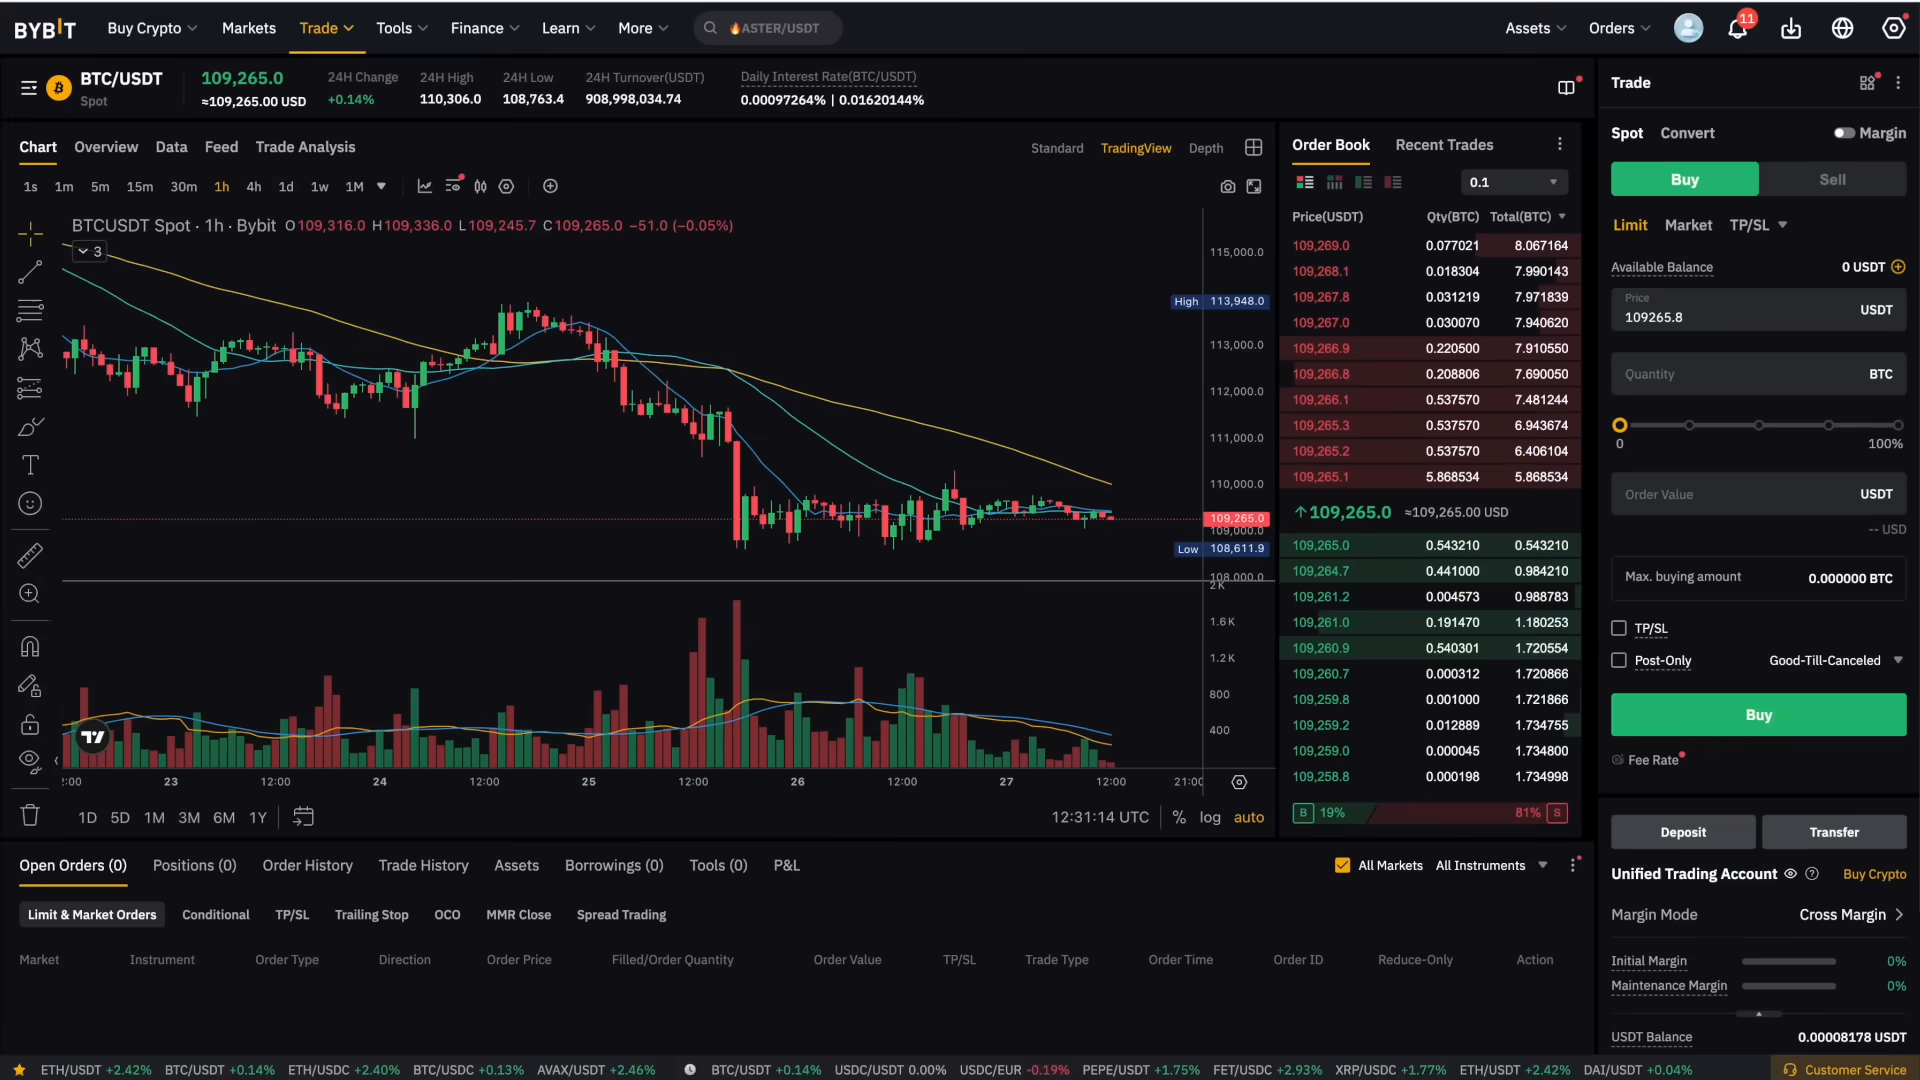 BYBIT Buy Crypto Markets Trade Tools Finance Learn More 🔥ASTER/USDT Assets Orders 11
BTC/USDT
Spot
109,265.0
≈109,265.00 USD
24H Change
+0.14%
24H High
110,306.0
24H Low
108,763.4
24H Turnover(USDT)
908,998,034.74
Daily Interest Rate(BTC/USDT)
0.00097264% | 0.01620144%
Chart Overview Data Feed Trade Analysis
Standard TradingView Depth
1s 1m 5m 15m 30m 1h 4h 1d 1w 1M
BTCUSDT Spot · 1h · Bybit O109,316.0 H109,336.0 L109,245.7 C109,265.0 −51.0 (−0.05%)
3
115,000.0
High 113,948.0
113,000.0
112,000.0
111,000.0
110,000.0
109,265.0
109,000.0
Low 108,611.9
108,000.0
2K
1.6K
1.2K
800
400
:00 23 12:00 24 12:00 25 12:00 26 12:00 27 12:00 21:00
1D 5D 1M 3M 6M 1Y
12:31:14 UTC % log auto
Order Book Recent Trades
0.1
Price(USDT) Qty(BTC) Total(BTC)
109,269.0 0.077021 8.067164
109,268.1 0.018304 7.990143
109,267.8 0.031219 7.971839
109,267.0 0.030070 7.940620
109,266.9 0.220500 7.910550
109,266.8 0.208806 7.690050
109,266.1 0.537570 7.481244
109,265.3 0.537570 6.943674
109,265.2 0.537570 6.406104
109,265.1 5.868534 5.868534
↑109,265.0 ≈109,265.00 USD
109,265.0 0.543210 0.543210
109,264.7 0.441000 0.984210
109,261.2 0.004573 0.988783
109,261.0 0.191470 1.180253
109,260.9 0.540301 1.720554
109,260.7 0.000312 1.720866
109,259.8 0.001000 1.721866
109,259.2 0.012889 1.734755
109,259.0 0.000045 1.734800
109,258.8 0.000198 1.734998
B 19% 81% S
Trade
Spot Convert Margin
Buy Sell
Limit Market TP/SL
Available Balance 0 USDT
Price
109265.8 USDT
Quantity BTC
0 100%
Order Value USDT
-- USD
Max. buying amount 0.000000 BTC
TP/SL
Post-Only Good-Till-Canceled
Buy
Fee Rate
Deposit Transfer
Unified Trading Account Buy Crypto
Margin Mode Cross Margin
Initial Margin 0%
Maintenance Margin 0%
USDT Balance 0.00008178 USDT
Open Orders (0) Positions (0) Order History Trade History Assets Borrowings (0) Tools (0) P&L
All Markets All Instruments
Limit & Market Orders Conditional TP/SL Trailing Stop OCO MMR Close Spread Trading
Market Instrument Order Type Direction Order Price Filled/Order Quantity Order Value TP/SL Trade Type Order Time Order ID Reduce-Only Action
ETH/USDT +2.42% BTC/USDT +0.14% ETH/USDC +2.40% BTC/USDC +0.13% AVAX/USDT +2.46% BTC/USDT +0.14% USDC/USDT 0.00% USDC/EUR -0.19% PEPE/USDT +1.75% FET/USDC +2.93% XRP/USDC +1.77% ETH/USDT +2.42% DAI/USDT +0.04% Customer Service